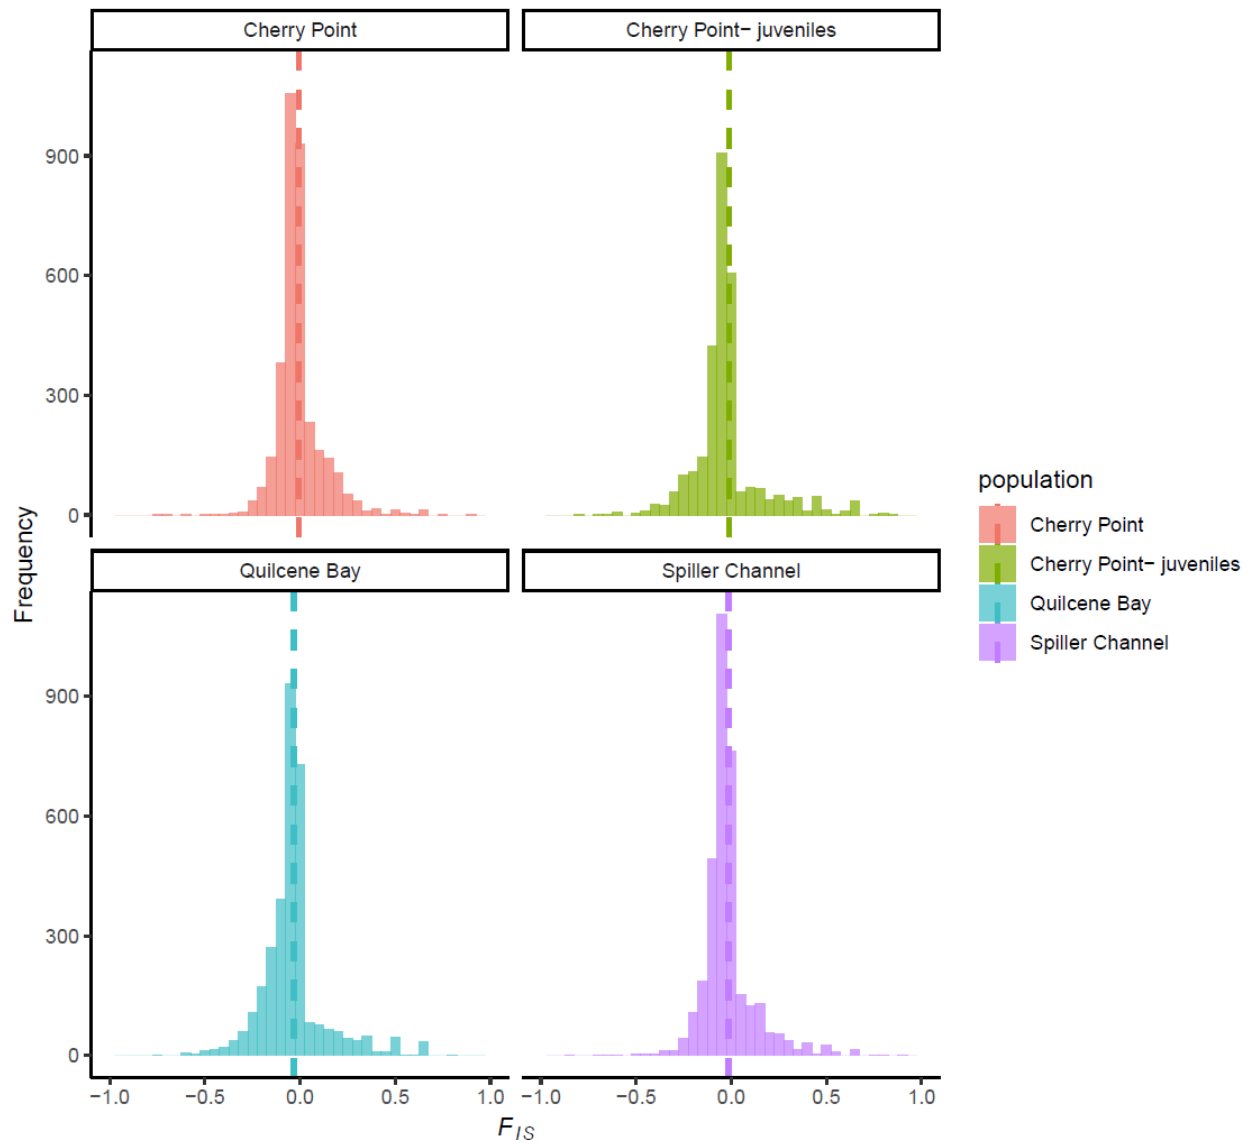 Cherry Point
Cherry Point− juveniles
900
600
300
0
Frequency
Quilcene Bay
Spiller Channel
900
600
300
0
−1.0 −0.5 0.0 0.5 1.0
−1.0 −0.5 0.0 0.5 1.0
FIS
population
Cherry Point
Cherry Point− juveniles
Quilcene Bay
Spiller Channel